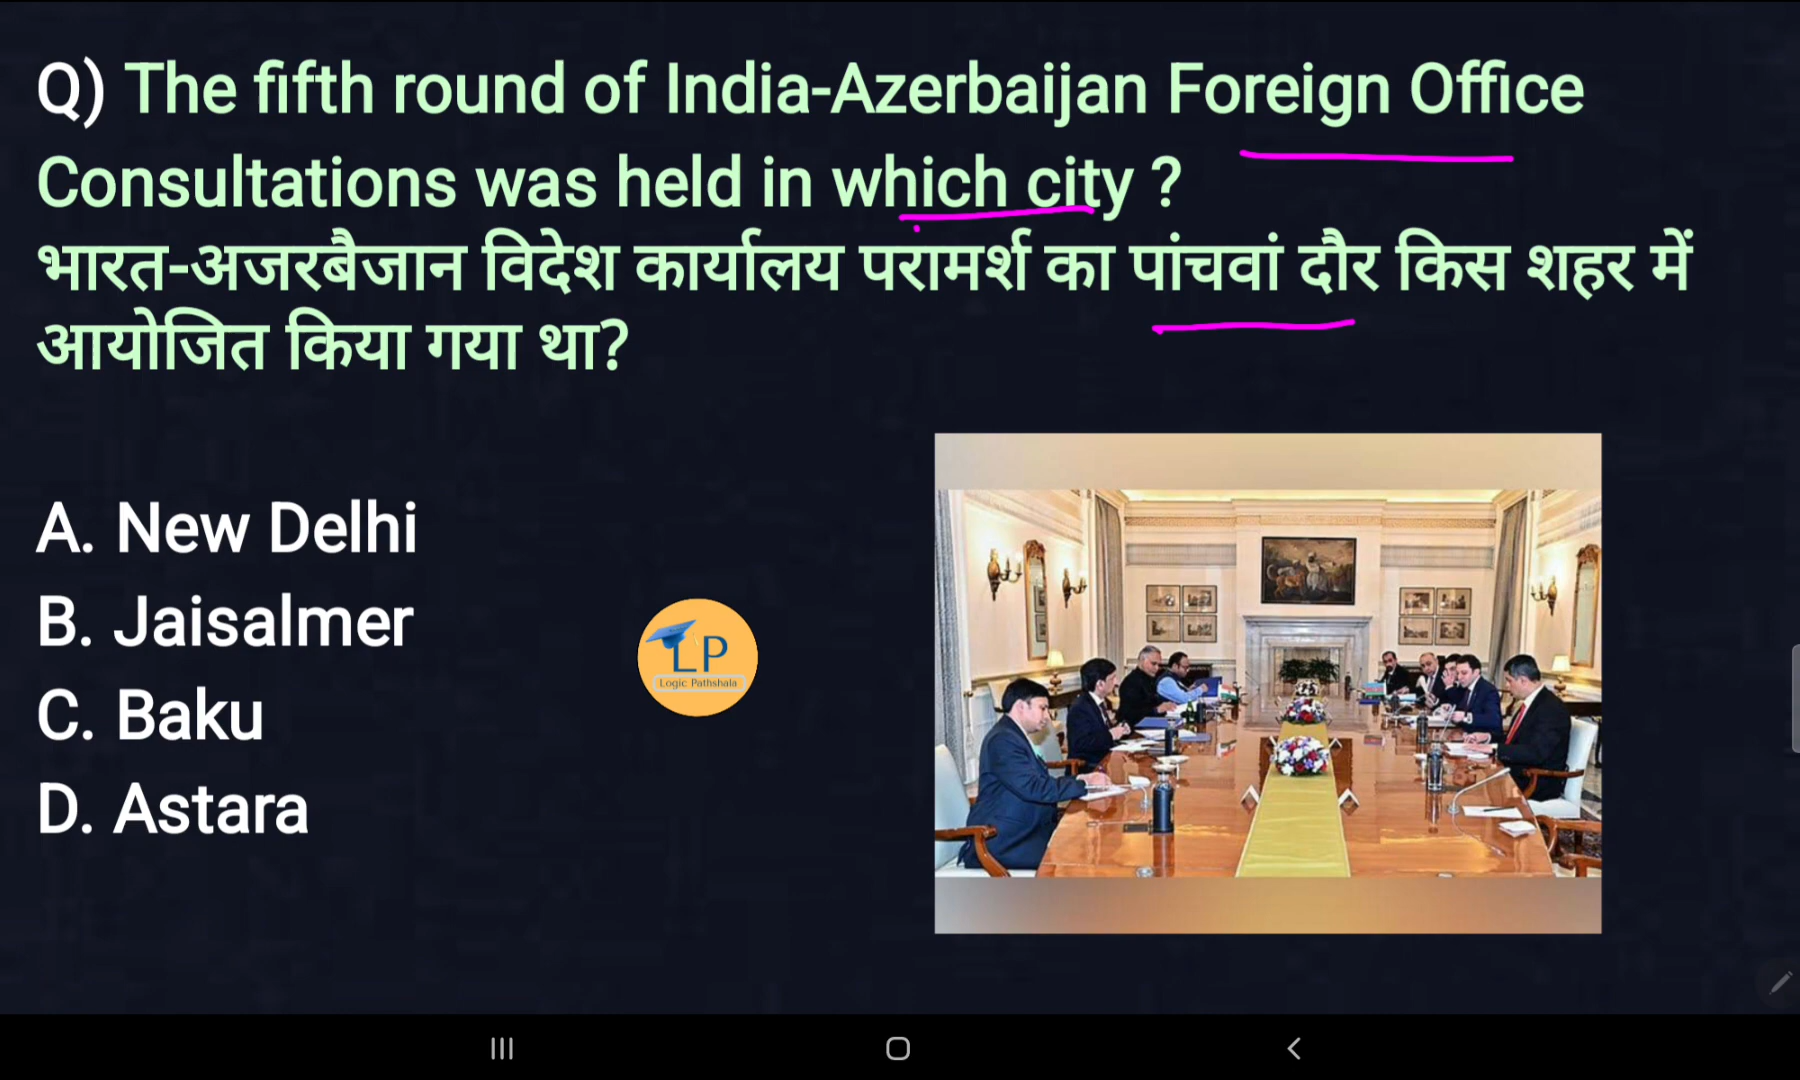 Q) The fifth round of India-Azerbaijan Foreign Office
Consultations was held in which city ?
भारत-अजरबैजान विदेश कार्यालय परामर्श का पांचवां दौर किस शहर में
आयोजित किया गया था?
A. New Delhi
B. Jaisalmer
C. Baku
D. Astara
LP
Logic Pathshala